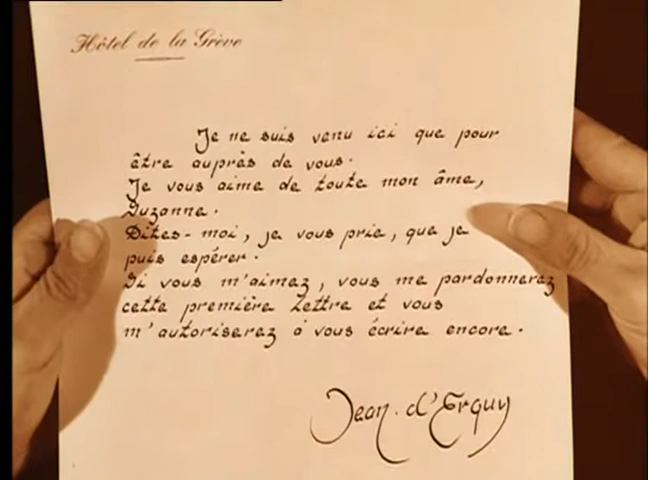 Hôtel de la Grève
Je ne suis venu ici que pour
être auprès de vous.
Je vous aime de toute mon âme,
Suzanne.
Dites-moi, je vous prie, que je
puis espérer.
Si vous m'aimez, vous me pardonnerez
cette première lettre et vous
m'autoriserez à vous écrire encore.
Jean. d'Erquy